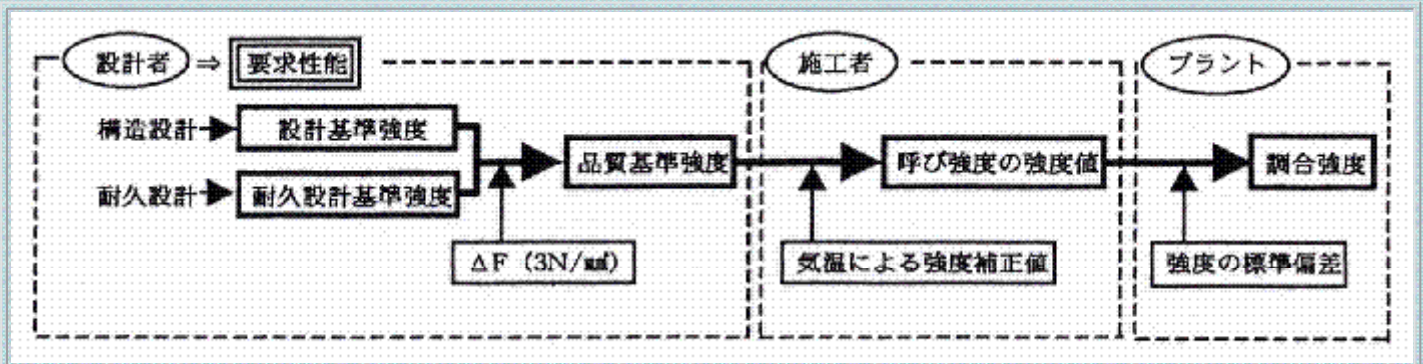 設計者 ⇒ 要求性能
施工者
プラント
構造設計 設計基準強度
耐久設計 耐久設計基準強度
品質基準強度
呼び強度の強度値
調合強度
ΔF (3N/㎟)
気温による強度補正値
強度の標準偏差